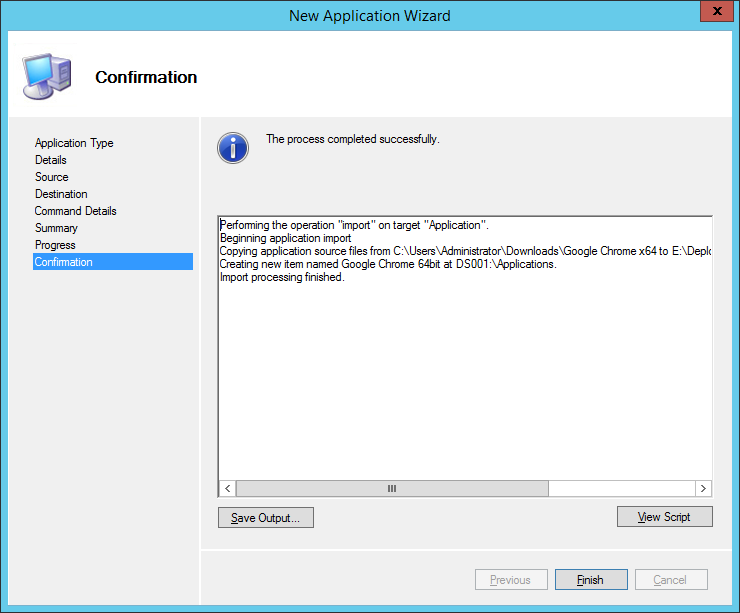 New Application Wizard
Confirmation
Application Type
Details
Source
Destination
Command Details
Summary
Progress
Confirmation
The process completed successfully.
Performing the operation "import" on target "Application".
Beginning application import
Copying application source files from C:\Users\Administrator\Downloads\Google Chrome x64 to E:\Deplo
Creating new item named Google Chrome 64bit at DS001:\Applications.
Import processing finished.
Save Output...
View Script
Previous
Finish
Cancel